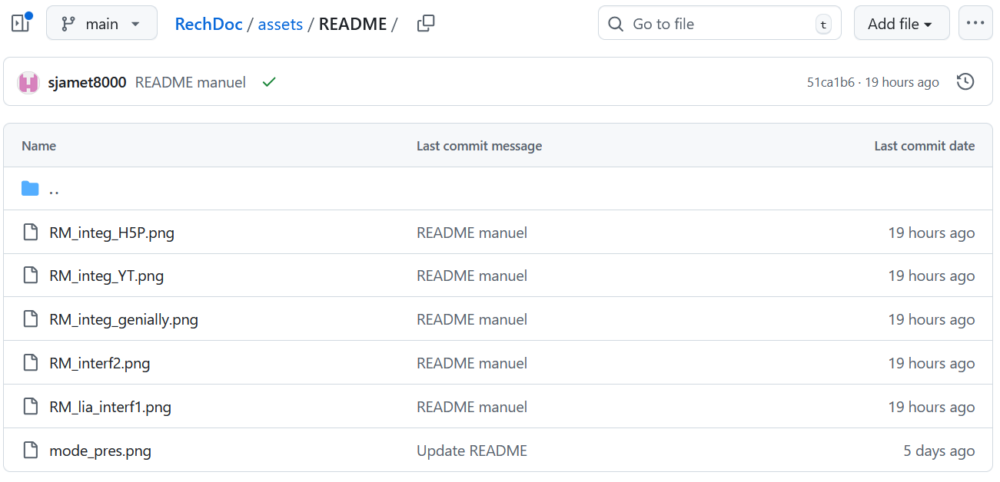 main RechDoc / assets / README / Go to file t Add file ...
sjamet8000 README manuel 51ca1b6 · 19 hours ago
Name Last commit message Last commit date
..
RM_integ_H5P.png README manuel 19 hours ago
RM_integ_YT.png README manuel 19 hours ago
RM_integ_genially.png README manuel 19 hours ago
RM_interf2.png README manuel 19 hours ago
RM_lia_interf1.png README manuel 19 hours ago
mode_pres.png Update README 5 days ago